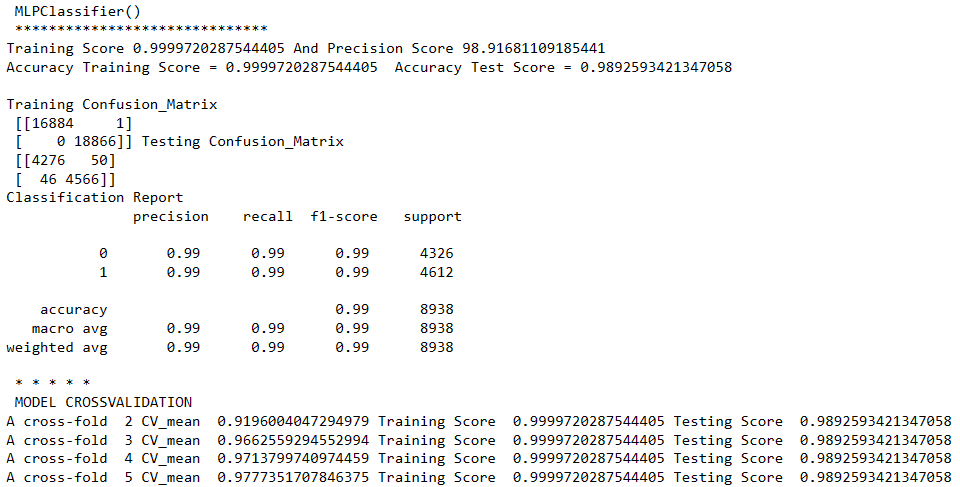 MLPClassifier()
******************************
Training Score 0.9999720287544405 And Precision Score 98.91681109185441
Accuracy Training Score = 0.9999720287544405  Accuracy Test Score = 0.9892593421347058
Training Confusion_Matrix
[[16884     1]
[    0 18866]] Testing Confusion_Matrix
[[4276   50]
[  46 4566]]
Classification Report
precision    recall  f1-score   support
0       0.99      0.99      0.99      4326
1       0.99      0.99      0.99      4612
accuracy                           0.99      8938
macro avg       0.99      0.99      0.99      8938
weighted avg       0.99      0.99      0.99      8938
* * * * *
MODEL CROSSVALIDATION
A cross-fold  2 CV_mean  0.9196004047294979 Training Score  0.9999720287544405 Testing Score  0.9892593421347058
A cross-fold  3 CV_mean  0.9662559294552994 Training Score  0.9999720287544405 Testing Score  0.9892593421347058
A cross-fold  4 CV_mean  0.9713799740974459 Training Score  0.9999720287544405 Testing Score  0.9892593421347058
A cross-fold  5 CV_mean  0.9777351707846375 Training Score  0.9999720287544405 Testing Score  0.9892593421347058